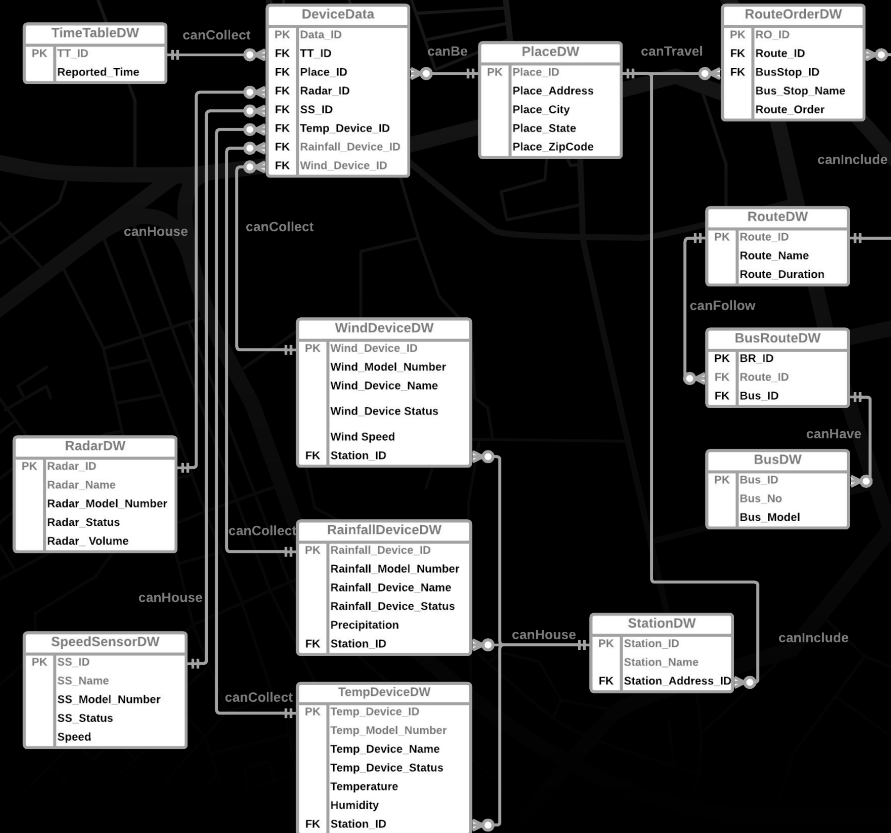 TimeTableDW
PK TT_ID
Reported_Time
canCollect
DeviceData
PK Data_ID
FK TT_ID
FK Place_ID
FK Radar_ID
FK SS_ID
FK Temp_Device_ID
FK Rainfall_Device_ID
FK Wind_Device_ID
canBe
PlaceDW
PK Place_ID
Place_Address
Place_City
Place_State
Place_ZipCode
canTravel
RouteOrderDW
PK RO_ID
FK Route_ID
FK BusStop_ID
Bus_Stop_Name
Route_Order
canInclude
canHouse
canCollect
RouteDW
PK Route_ID
Route_Name
Route_Duration
canFollow
BusRouteDW
PK BR_ID
FK Route_ID
FK Bus_ID
canHave
BusDW
PK Bus_ID
Bus_No
Bus_Model
WindDeviceDW
PK Wind_Device_ID
Wind_Model_Number
Wind_Device_Name
Wind_Device Status
Wind Speed
FK Station_ID
RadarDW
PK Radar_ID
Radar_Name
Radar_Model_Number
Radar_Status
Radar_ Volume
canCollect
RainfallDeviceDW
PK Rainfall_Device_ID
Rainfall_Model_Number
Rainfall_Device_Name
Rainfall_Device_Status
Precipitation
FK Station_ID
canHouse
canHouse
StationDW
PK Station_ID
Station_Name
FK Station_Address_ID
canInclude
SpeedSensorDW
PK SS_ID
SS_Name
SS_Model_Number
SS_Status
Speed
canCollect
TempDeviceDW
PK Temp_Device_ID
Temp_Model_Number
Temp_Device_Name
Temp_Device_Status
Temperature
Humidity
FK Station_ID